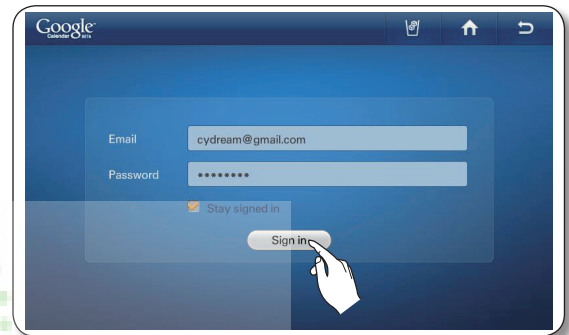 Google
Calendar BETA
Email
cydream@gmail.com
Password
********
Stay signed in
Sign in